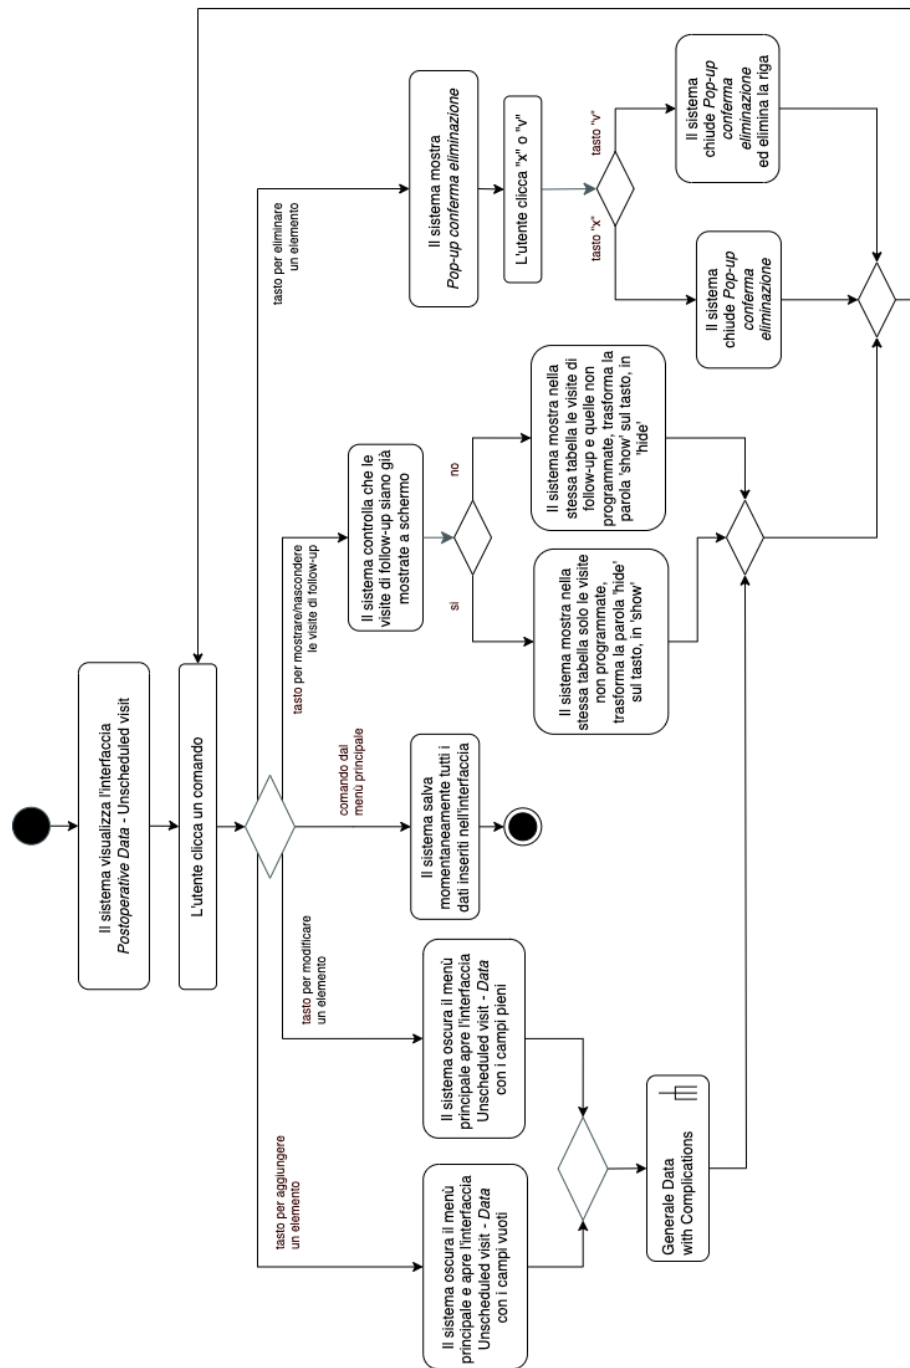 Il sistema visualizza l'interfaccia
Postoperative Data - Unscheduled visit
L'utente clicca un comando
tasto per aggiungere
un elemento
tasto per modificare
un elemento
comando dal
menù principale
tasto per mostrare/nascondere
le visite di follow-up
tasto per eliminare
un elemento
Il sistema oscura il menù
principale e apre l'interfaccia
Unscheduled visit - Data
con i campi vuoti
Il sistema oscura il menù
principale apre l'interfaccia
Unscheduled visit - Data
con i campi pieni
Il sistema salva
momentaneamente tutti i
dati inseriti nell'interfaccia
Il sistema controlla che le
visite di follow-up siano già
mostrate a schermo
Il sistema mostra
Pop-up conferma eliminazione
L'utente clicca "x" o "v"
si
no
tasto "x"
tasto "v"
Il sistema mostra nella
stessa tabella solo le visite
non programmate,
trasforma la parola 'hide'
sul tasto, in 'show'
Il sistema mostra nella
stessa tabella le visite di
follow-up e quelle non
programmate, trasforma la
parola 'show' sul tasto, in
'hide'
Il sistema
chiude Pop-up
conferma
eliminazione
Il sistema
chiude Pop-up
conferma
eliminazione
ed elimina la riga
Generale Data
with Complications